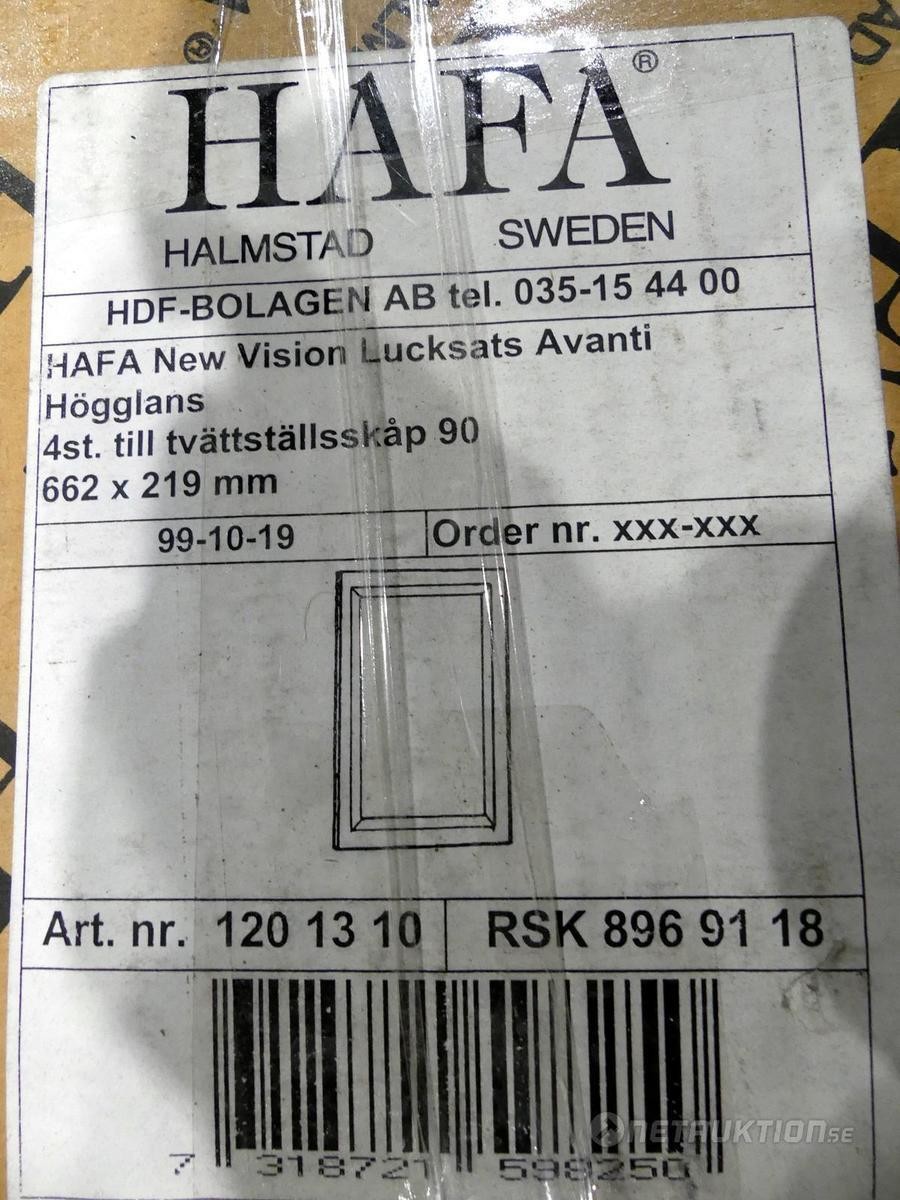 HAFA®
HALMSTAD SWEDEN
HDF-BOLAGEN AB tel. 035-15 44 00
HAFA New Vision Lucksats Avanti
Högglans
4st. till tvättställsskåp 90
662 x 219 mm
99-10-19 Order nr. xxx-xxx
Art. nr. 120 13 10 RSK 896 91 18
7 318721 598250
NETAUKTION.SE